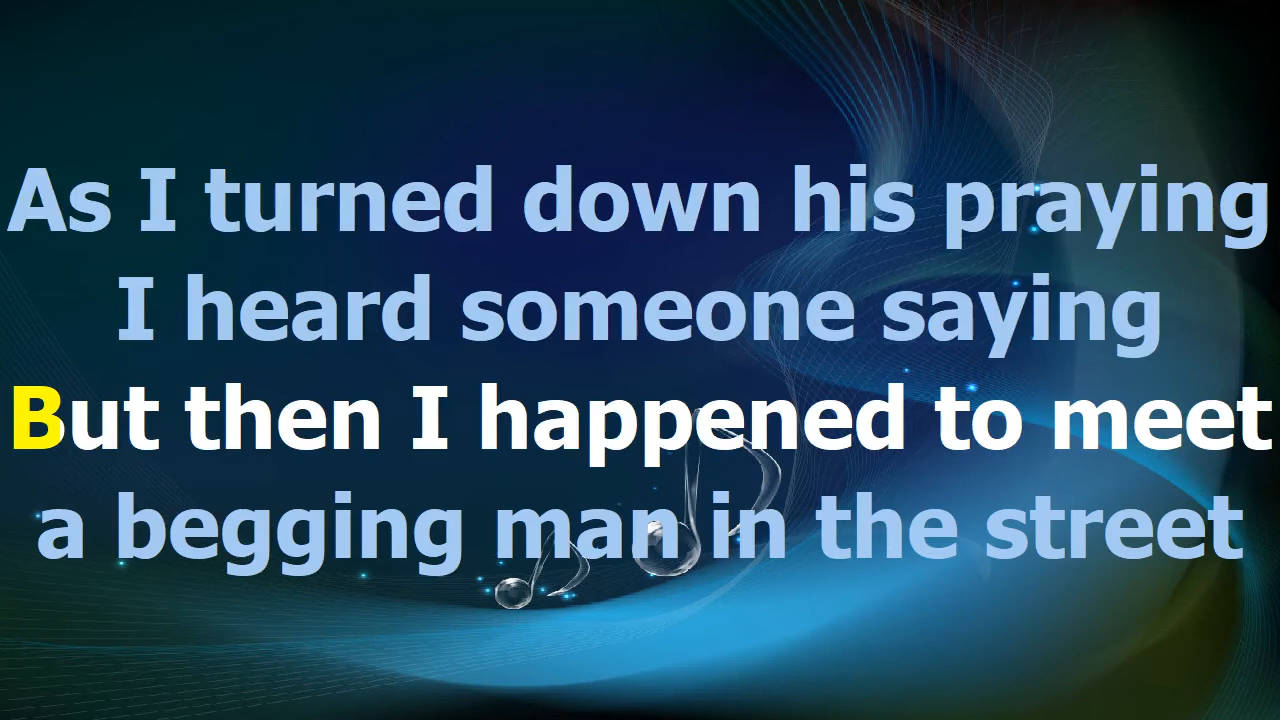 As I turned down his praying
I heard someone saying
But then I happened to meet
a begging man in the street